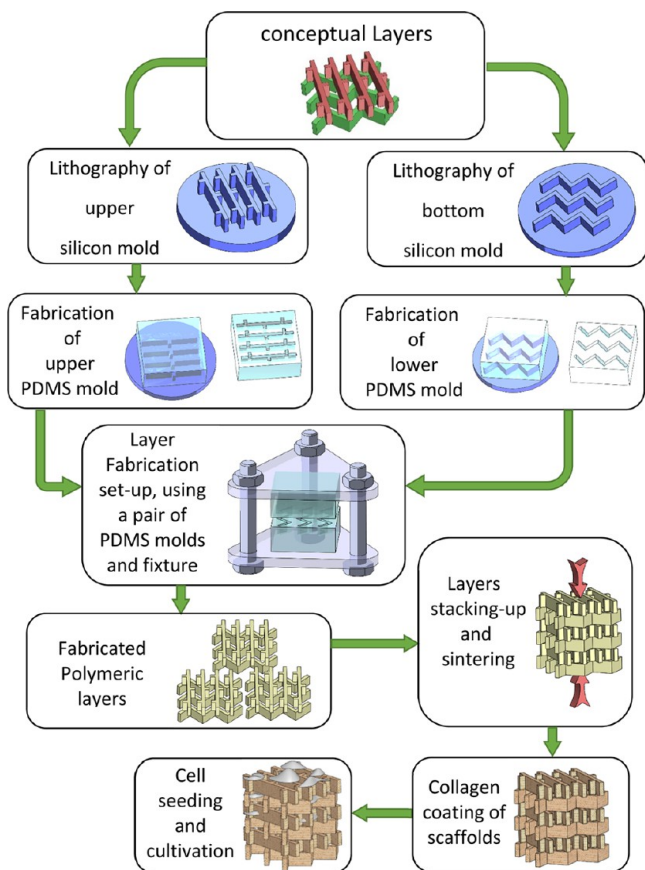 conceptual Layers
Lithography of
upper
silicon mold
Lithography of
bottom
silicon mold
Fabrication
of
upper
PDMS mold
Fabrication
of
lower
PDMS mold
Layer
Fabrication
set-up, using
a pair of
PDMS molds
and fixture
Fabricated
Polymeric
layers
Layers
stacking-up
and
sintering
Collagen
coating of
scaffolds
Cell
seeding
and
cultivation